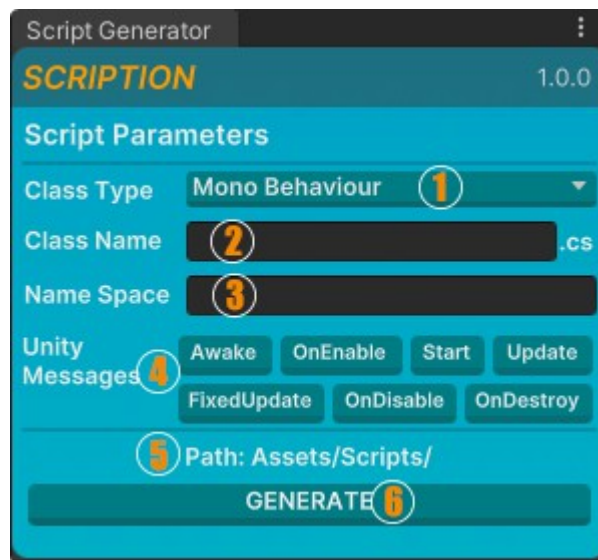 Script Generator
SCRIPTION 1.0.0
Script Parameters
Class Type Mono Behaviour 1
Class Name 2 .cs
Name Space 3
Unity
Messages 4 Awake OnEnable Start Update
FixedUpdate OnDisable OnDestroy
5 Path: Assets/Scripts/
GENERATE 6